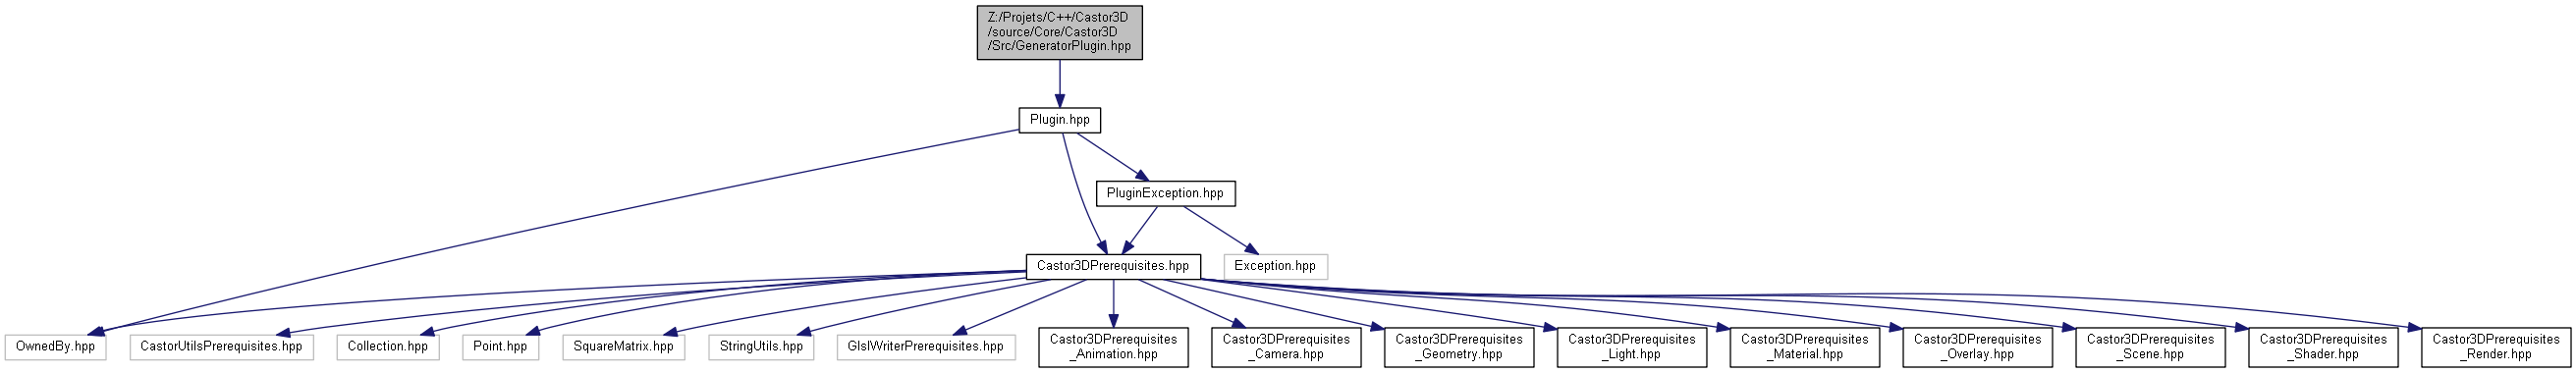 Z:/Projets/C++/Castor3D
/source/Core/Castor3D
/Src/GeneratorPlugin.hpp
Plugin.hpp
PluginException.hpp
Castor3DPrerequisites.hpp
Exception.hpp
OwnedBy.hpp
CastorUtilsPrerequisites.hpp
Collection.hpp
Point.hpp
SquareMatrix.hpp
StringUtils.hpp
GlslWriterPrerequisites.hpp
Castor3DPrerequisites
_Animation.hpp
Castor3DPrerequisites
_Camera.hpp
Castor3DPrerequisites
_Geometry.hpp
Castor3DPrerequisites
_Light.hpp
Castor3DPrerequisites
_Material.hpp
Castor3DPrerequisites
_Overlay.hpp
Castor3DPrerequisites
_Scene.hpp
Castor3DPrerequisites
_Shader.hpp
Castor3DPrerequisites
_Render.hpp